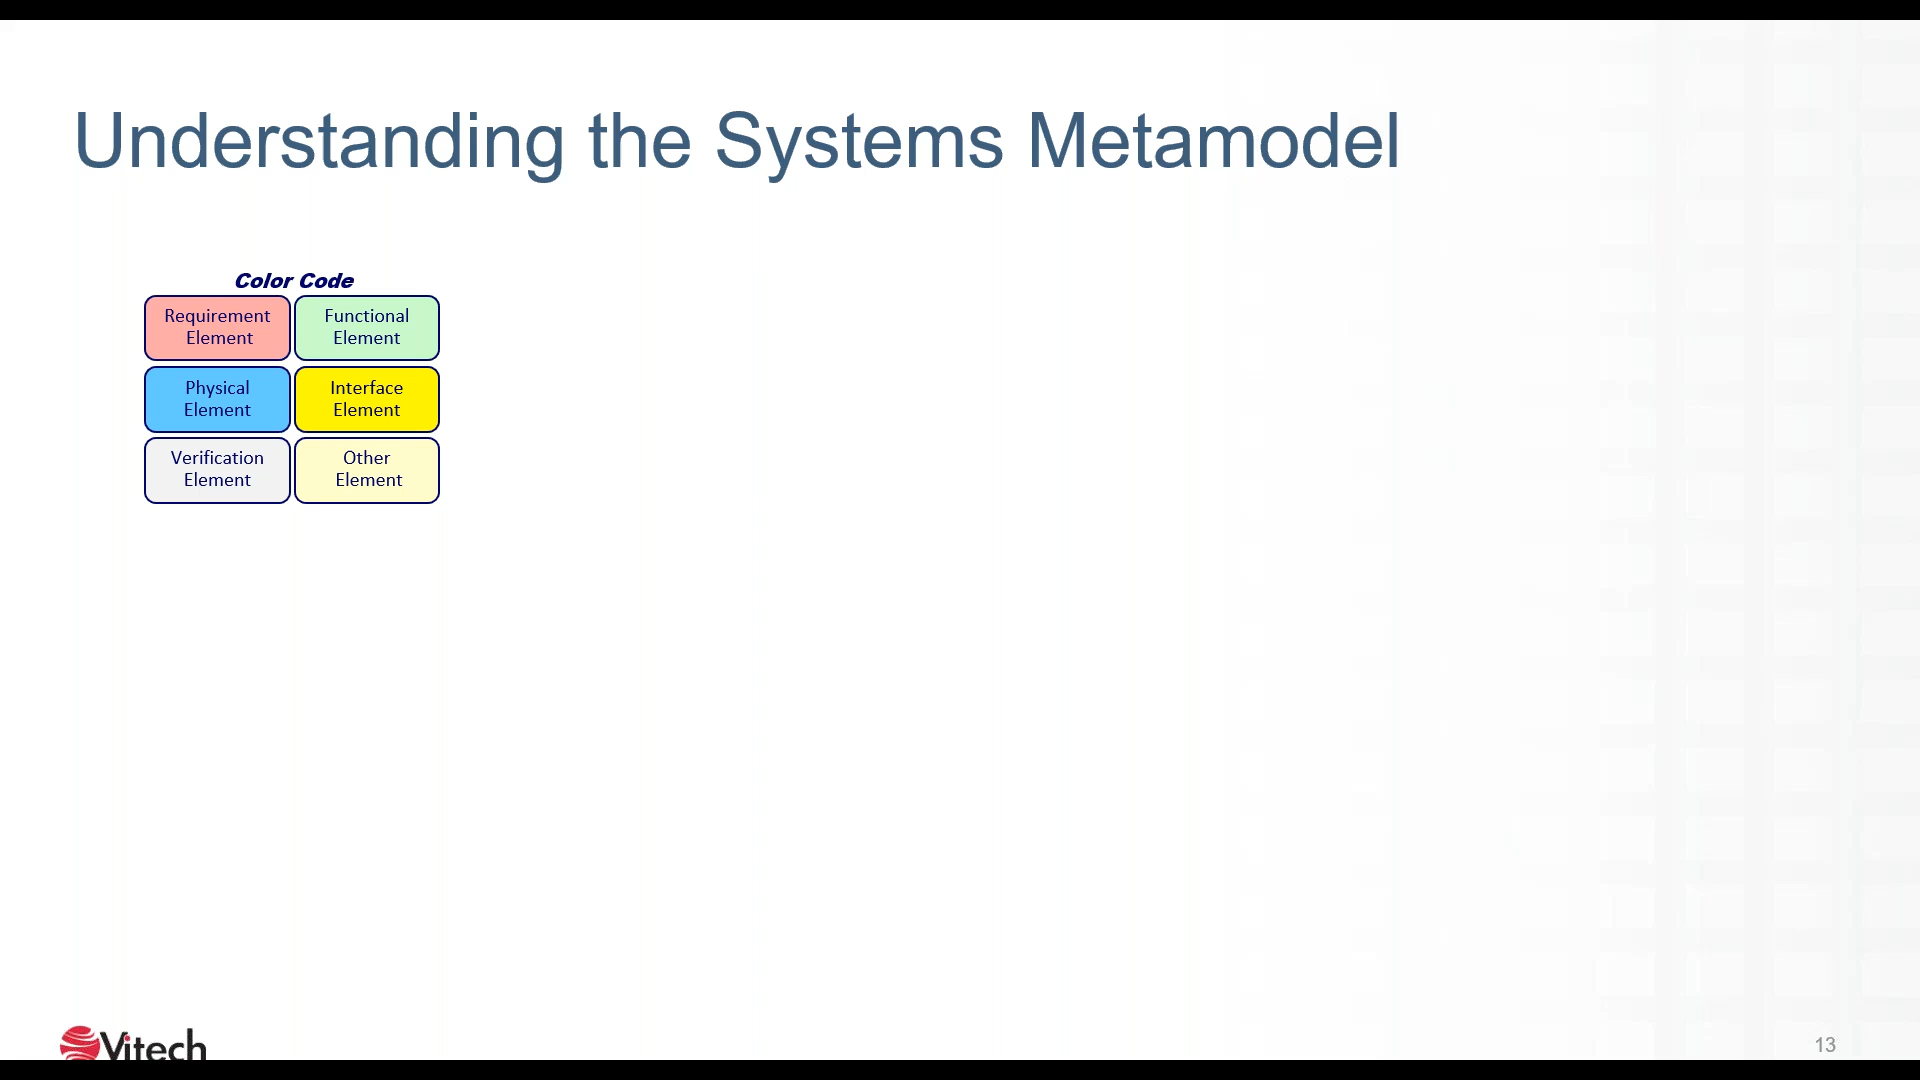 Understanding the Systems Metamodel
Color Code
Requirement
Element
Functional
Element
Physical
Element
Interface
Element
Verification
Element
Other
Element
Vitech
13